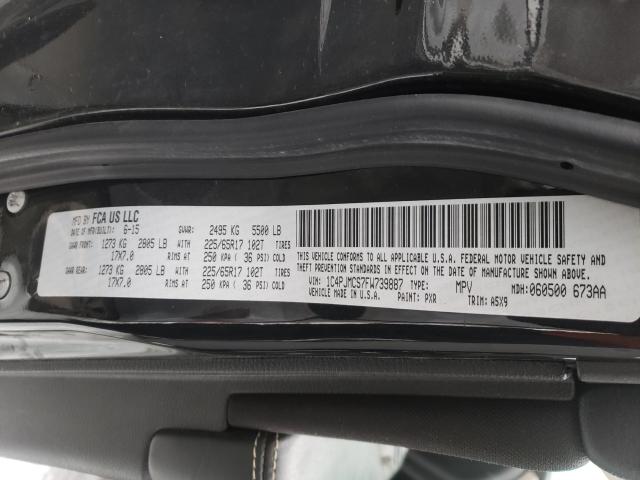 MFD BY FCA US LLC
DATE OF MFR(BUILT): 6-15 GVWR: 2495 KG 5500 LB
GAWR FRONT: 1273 KG 2805 LB WITH 225/65R17 102T TIRES
17X7.0 RIMS AT 250 KPA ( 36 PSI) COLD
GAWR REAR: 1273 KG 2805 LB WITH 225/65R17 102T TIRES
17X7.0 RIMS AT 250 KPA ( 36 PSI) COLD
THIS VEHICLE CONFORMS TO ALL APPLICABLE U.S.A. FEDERAL MOTOR VEHICLE SAFETY AND
THEFT PREVENTION STANDARDS IN EFFECT ON THE DATE OF MANUFACTURE SHOWN ABOVE.
VIN: 1C4PJMCS7FW739887 TYPE: MPV MDH: 060500 673AA
VEHICLE MADE IN U.S.A. PAINT: PXR TRIM: A5X9